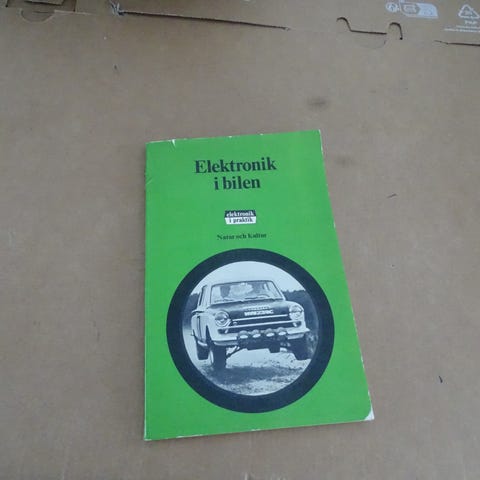 Elektronik
i bilen
elektronik
i praktik
Natur och Kultur